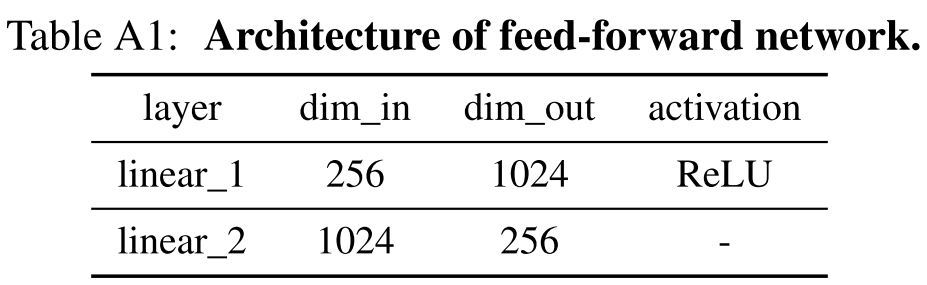 Table A1: Architecture of feed-forward network.
layer dim_in dim_out activation
linear_1 256 1024 ReLU
linear_2 1024 256 -